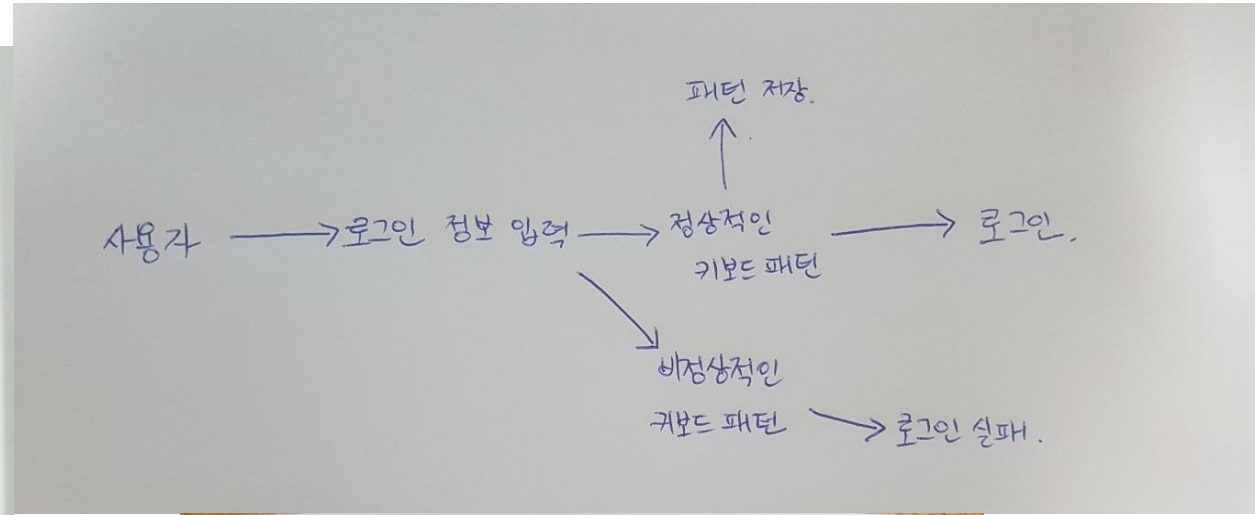 패턴 저장.
사용자 로그인 정보 입력 정상적인 로그인.
키보드 패턴
비정상적인
키보드 패턴 로그인 실패.